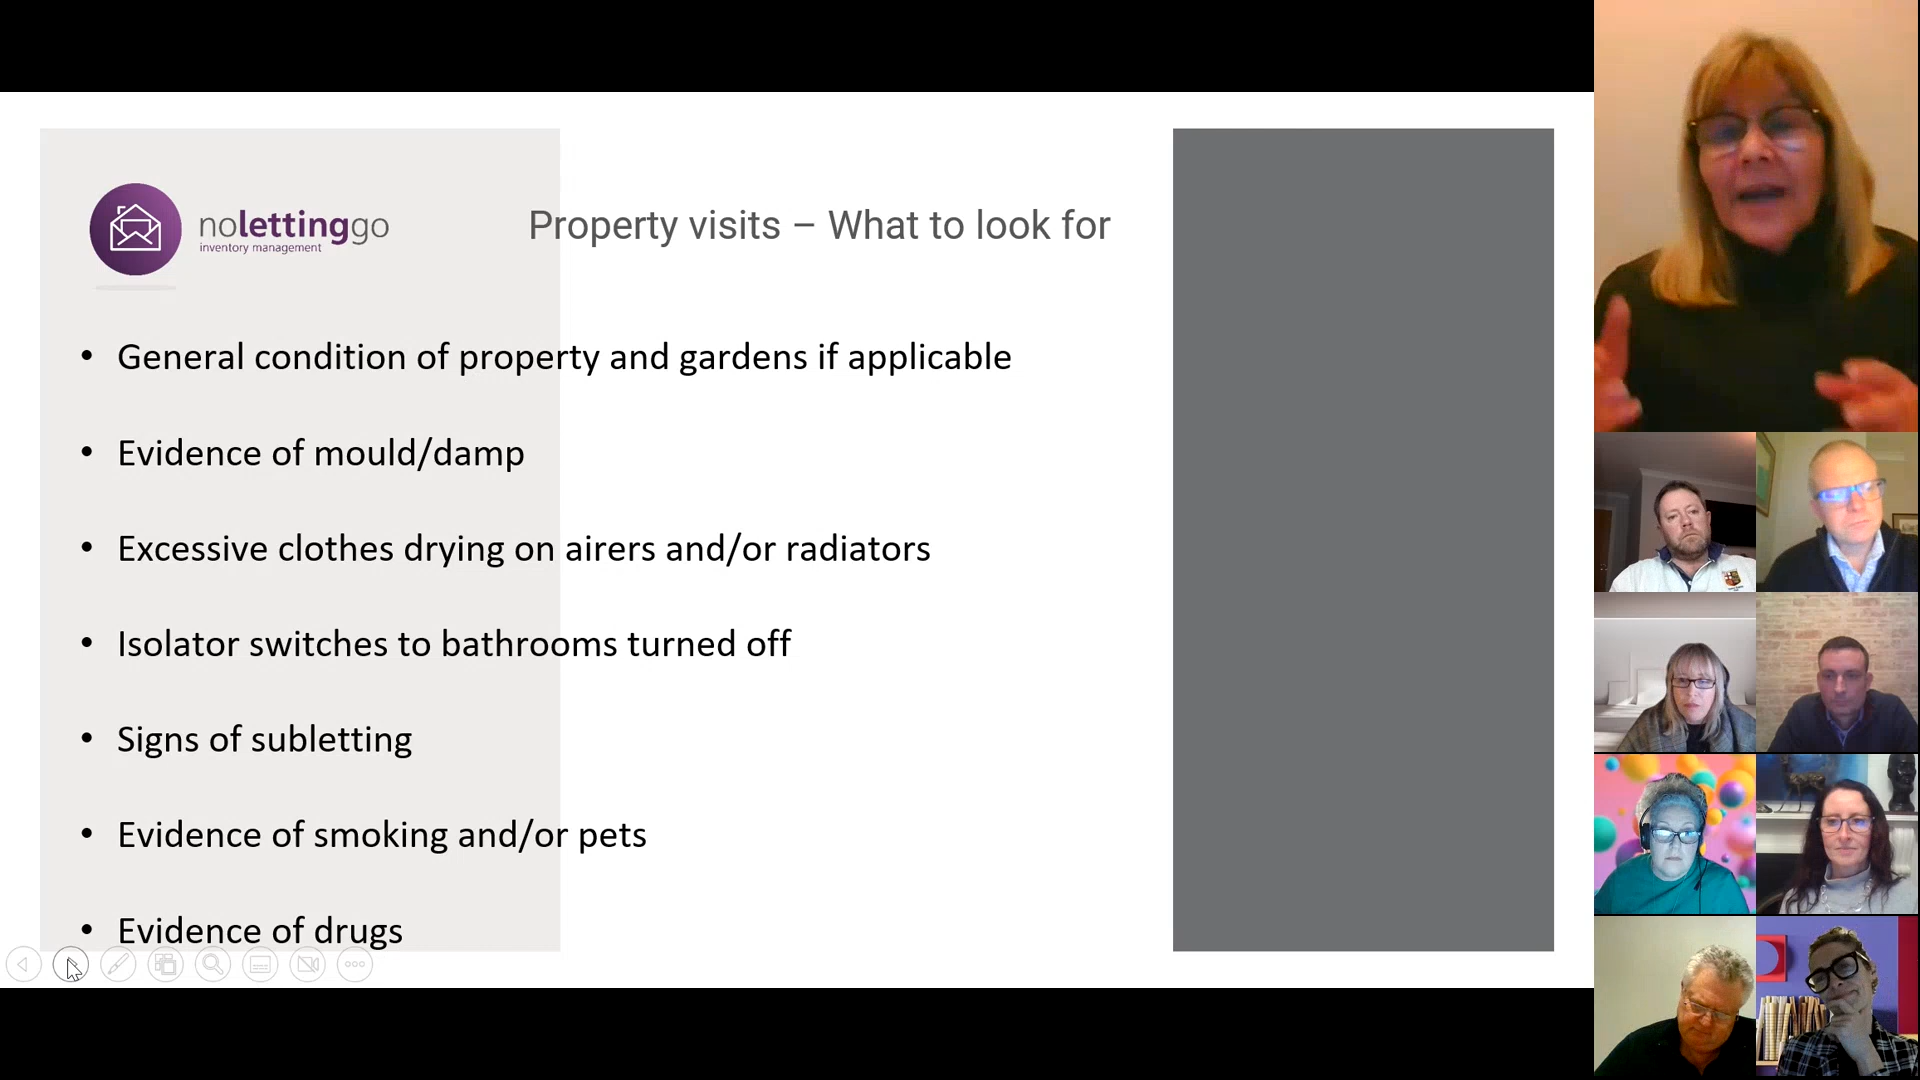 nolettinggo
inventory management
Property visits – What to look for
• General condition of property and gardens if applicable
• Evidence of mould/damp
• Excessive clothes drying on airers and/or radiators
• Isolator switches to bathrooms turned off
• Signs of subletting
• Evidence of smoking and/or pets
• Evidence of drugs